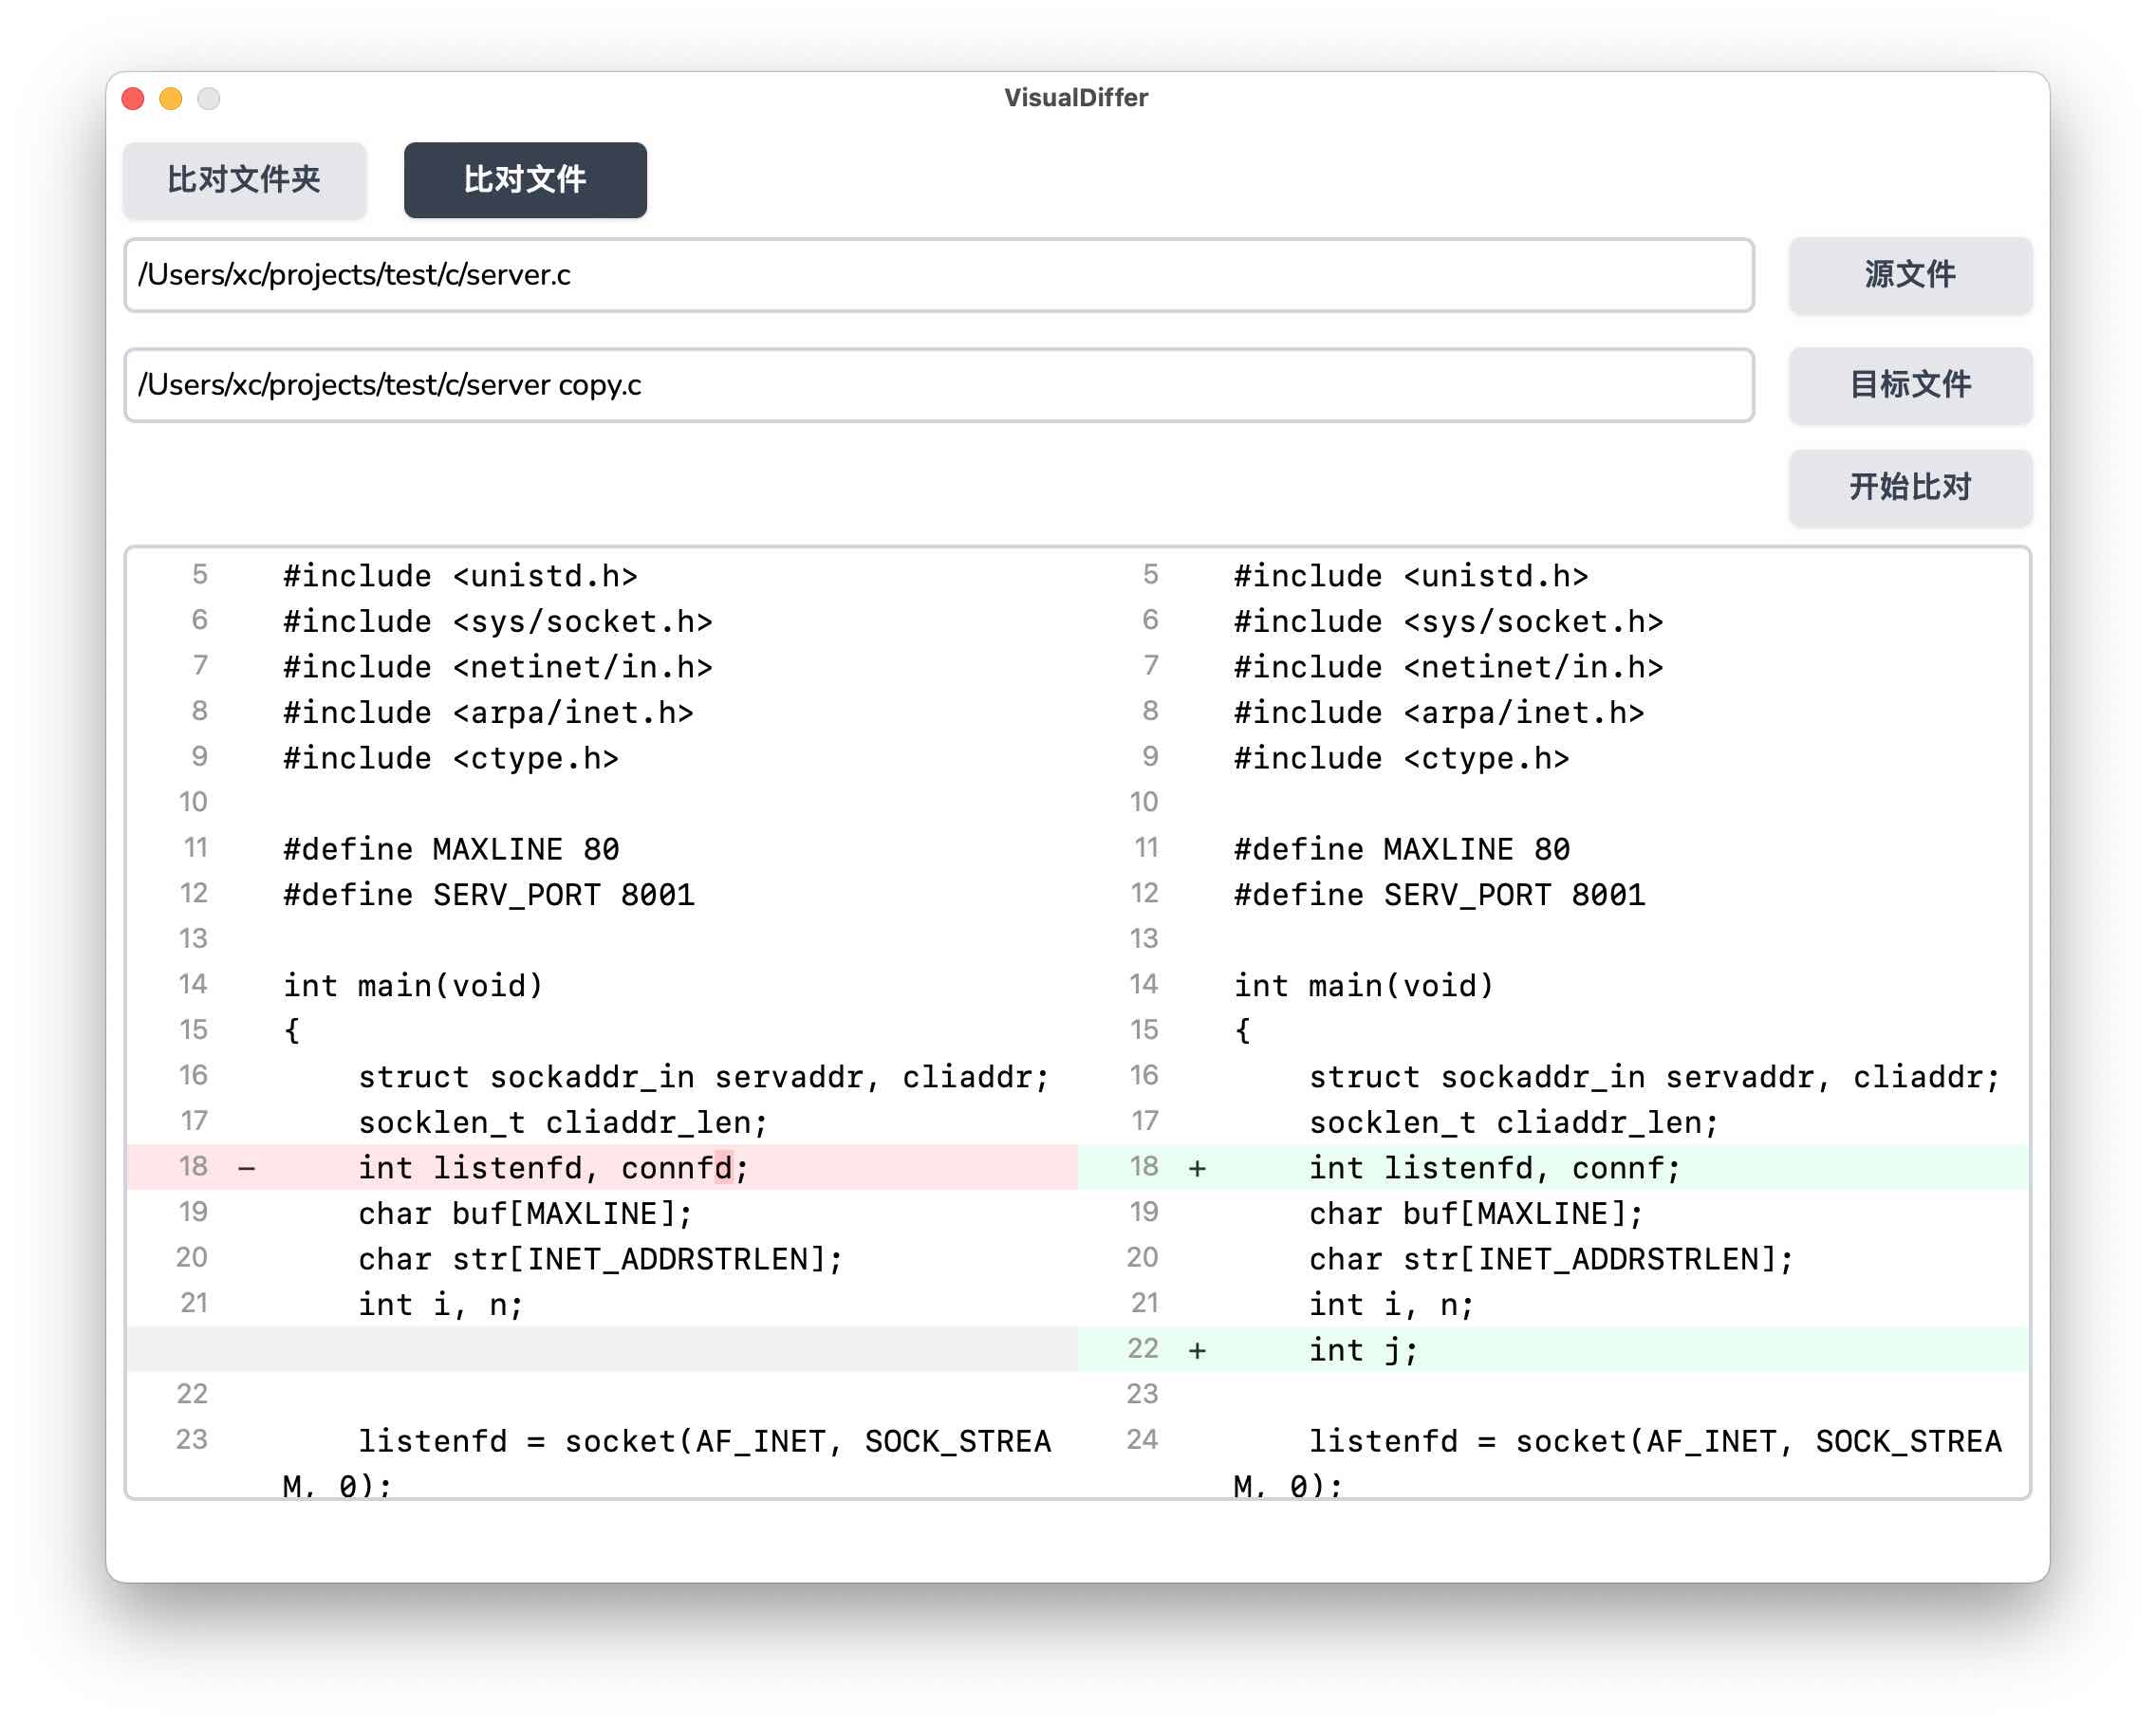 VisualDiffer
比对文件夹 比对文件
/Users/xc/projects/test/c/server.c 源文件
/Users/xc/projects/test/c/server copy.c 目标文件
开始比对
5 #include <unistd.h> 5 #include <unistd.h>
6 #include <sys/socket.h> 6 #include <sys/socket.h>
7 #include <netinet/in.h> 7 #include <netinet/in.h>
8 #include <arpa/inet.h> 8 #include <arpa/inet.h>
9 #include <ctype.h> 9 #include <ctype.h>
10 10
11 #define MAXLINE 80 11 #define MAXLINE 80
12 #define SERV_PORT 8001 12 #define SERV_PORT 8001
13 13
14 int main(void) 14 int main(void)
15 { 15 {
16 struct sockaddr_in servaddr, cliaddr; 16 struct sockaddr_in servaddr, cliaddr;
17 socklen_t cliaddr_len; 17 socklen_t cliaddr_len;
18 - int listenfd, connfd; 18 + int listenfd, connf;
19 char buf[MAXLINE]; 19 char buf[MAXLINE];
20 char str[INET_ADDRSTRLEN]; 20 char str[INET_ADDRSTRLEN];
21 int i, n; 21 int i, n;
22 + int j;
22 23
23 listenfd = socket(AF_INET, SOCK_STREA 24 listenfd = socket(AF_INET, SOCK_STREA
M, 0); M, 0);